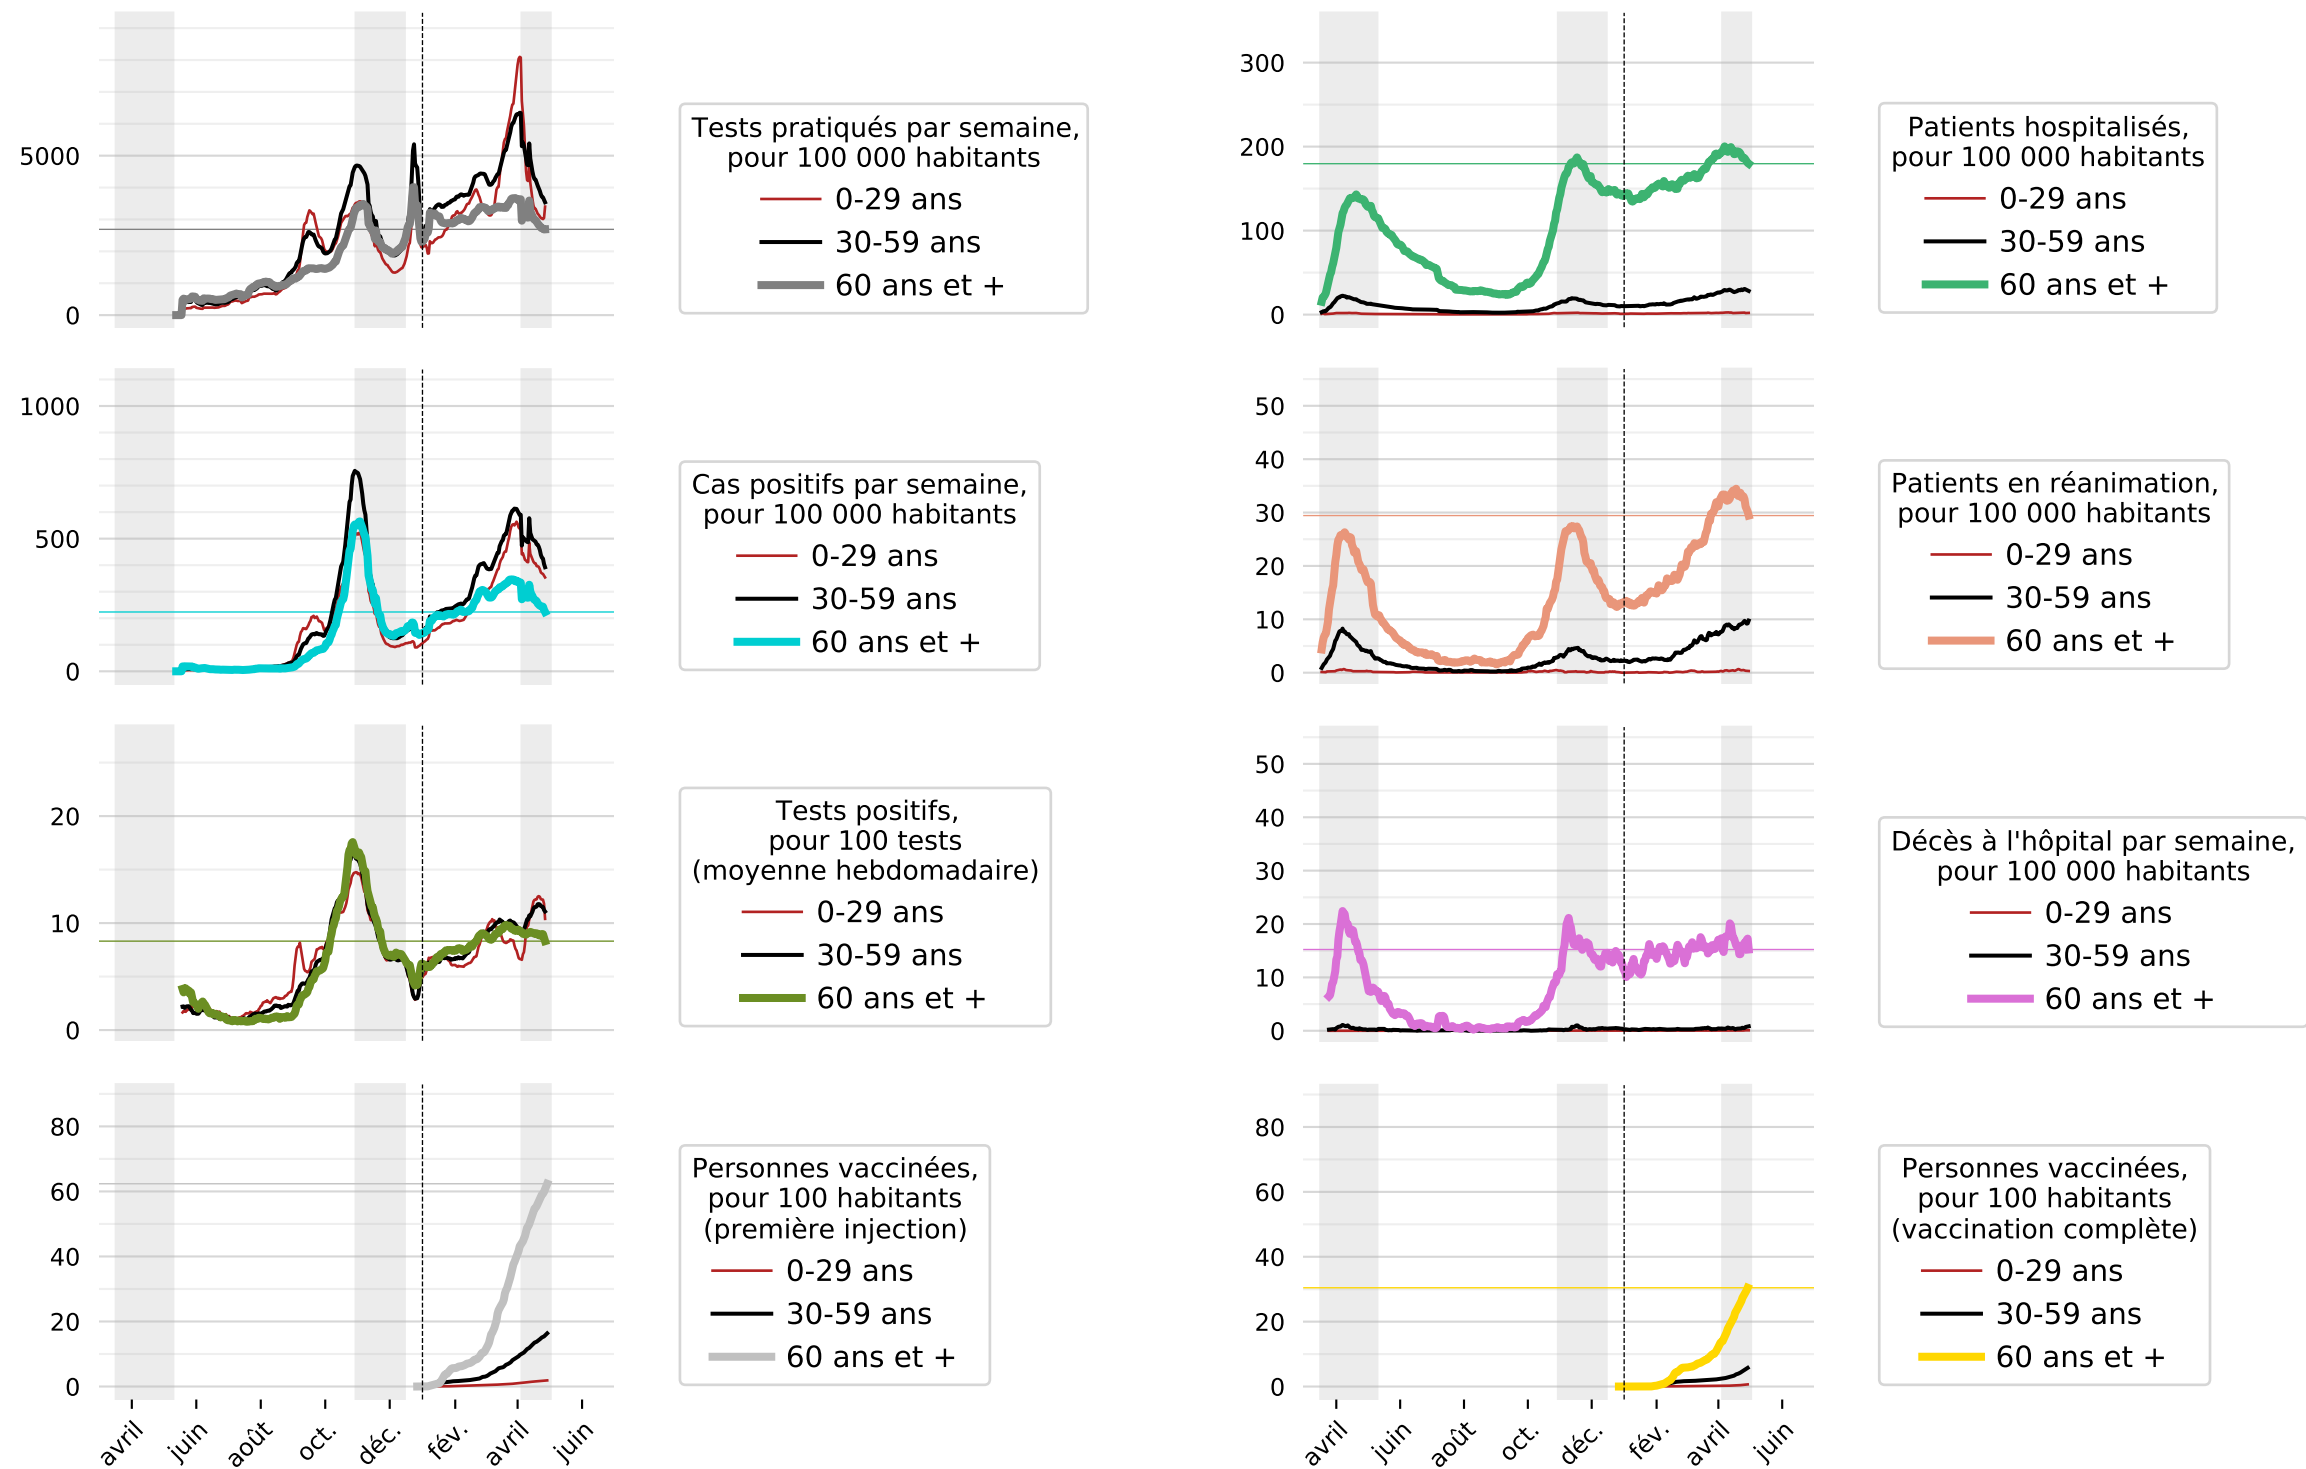 5000
0
Tests pratiqués par semaine,
pour 100 000 habitants
0-29 ans
30-59 ans
60 ans et +
300
200
100
0
Patients hospitalisés,
pour 100 000 habitants
0-29 ans
30-59 ans
60 ans et +
1000
500
0
Cas positifs par semaine,
pour 100 000 habitants
0-29 ans
30-59 ans
60 ans et +
50
40
30
20
10
0
Patients en réanimation,
pour 100 000 habitants
0-29 ans
30-59 ans
60 ans et +
20
10
0
Tests positifs,
pour 100 tests
(moyenne hebdomadaire)
0-29 ans
30-59 ans
60 ans et +
50
40
30
20
10
0
Décès à l'hôpital par semaine,
pour 100 000 habitants
0-29 ans
30-59 ans
60 ans et +
80
60
40
20
0
avril
juin
août
oct.
déc.
fév.
avril
juin
Personnes vaccinées,
pour 100 habitants
(première injection)
0-29 ans
30-59 ans
60 ans et +
80
60
40
20
0
avril
juin
août
oct.
déc.
fév.
avril
juin
Personnes vaccinées,
pour 100 habitants
(vaccination complète)
0-29 ans
30-59 ans
60 ans et +